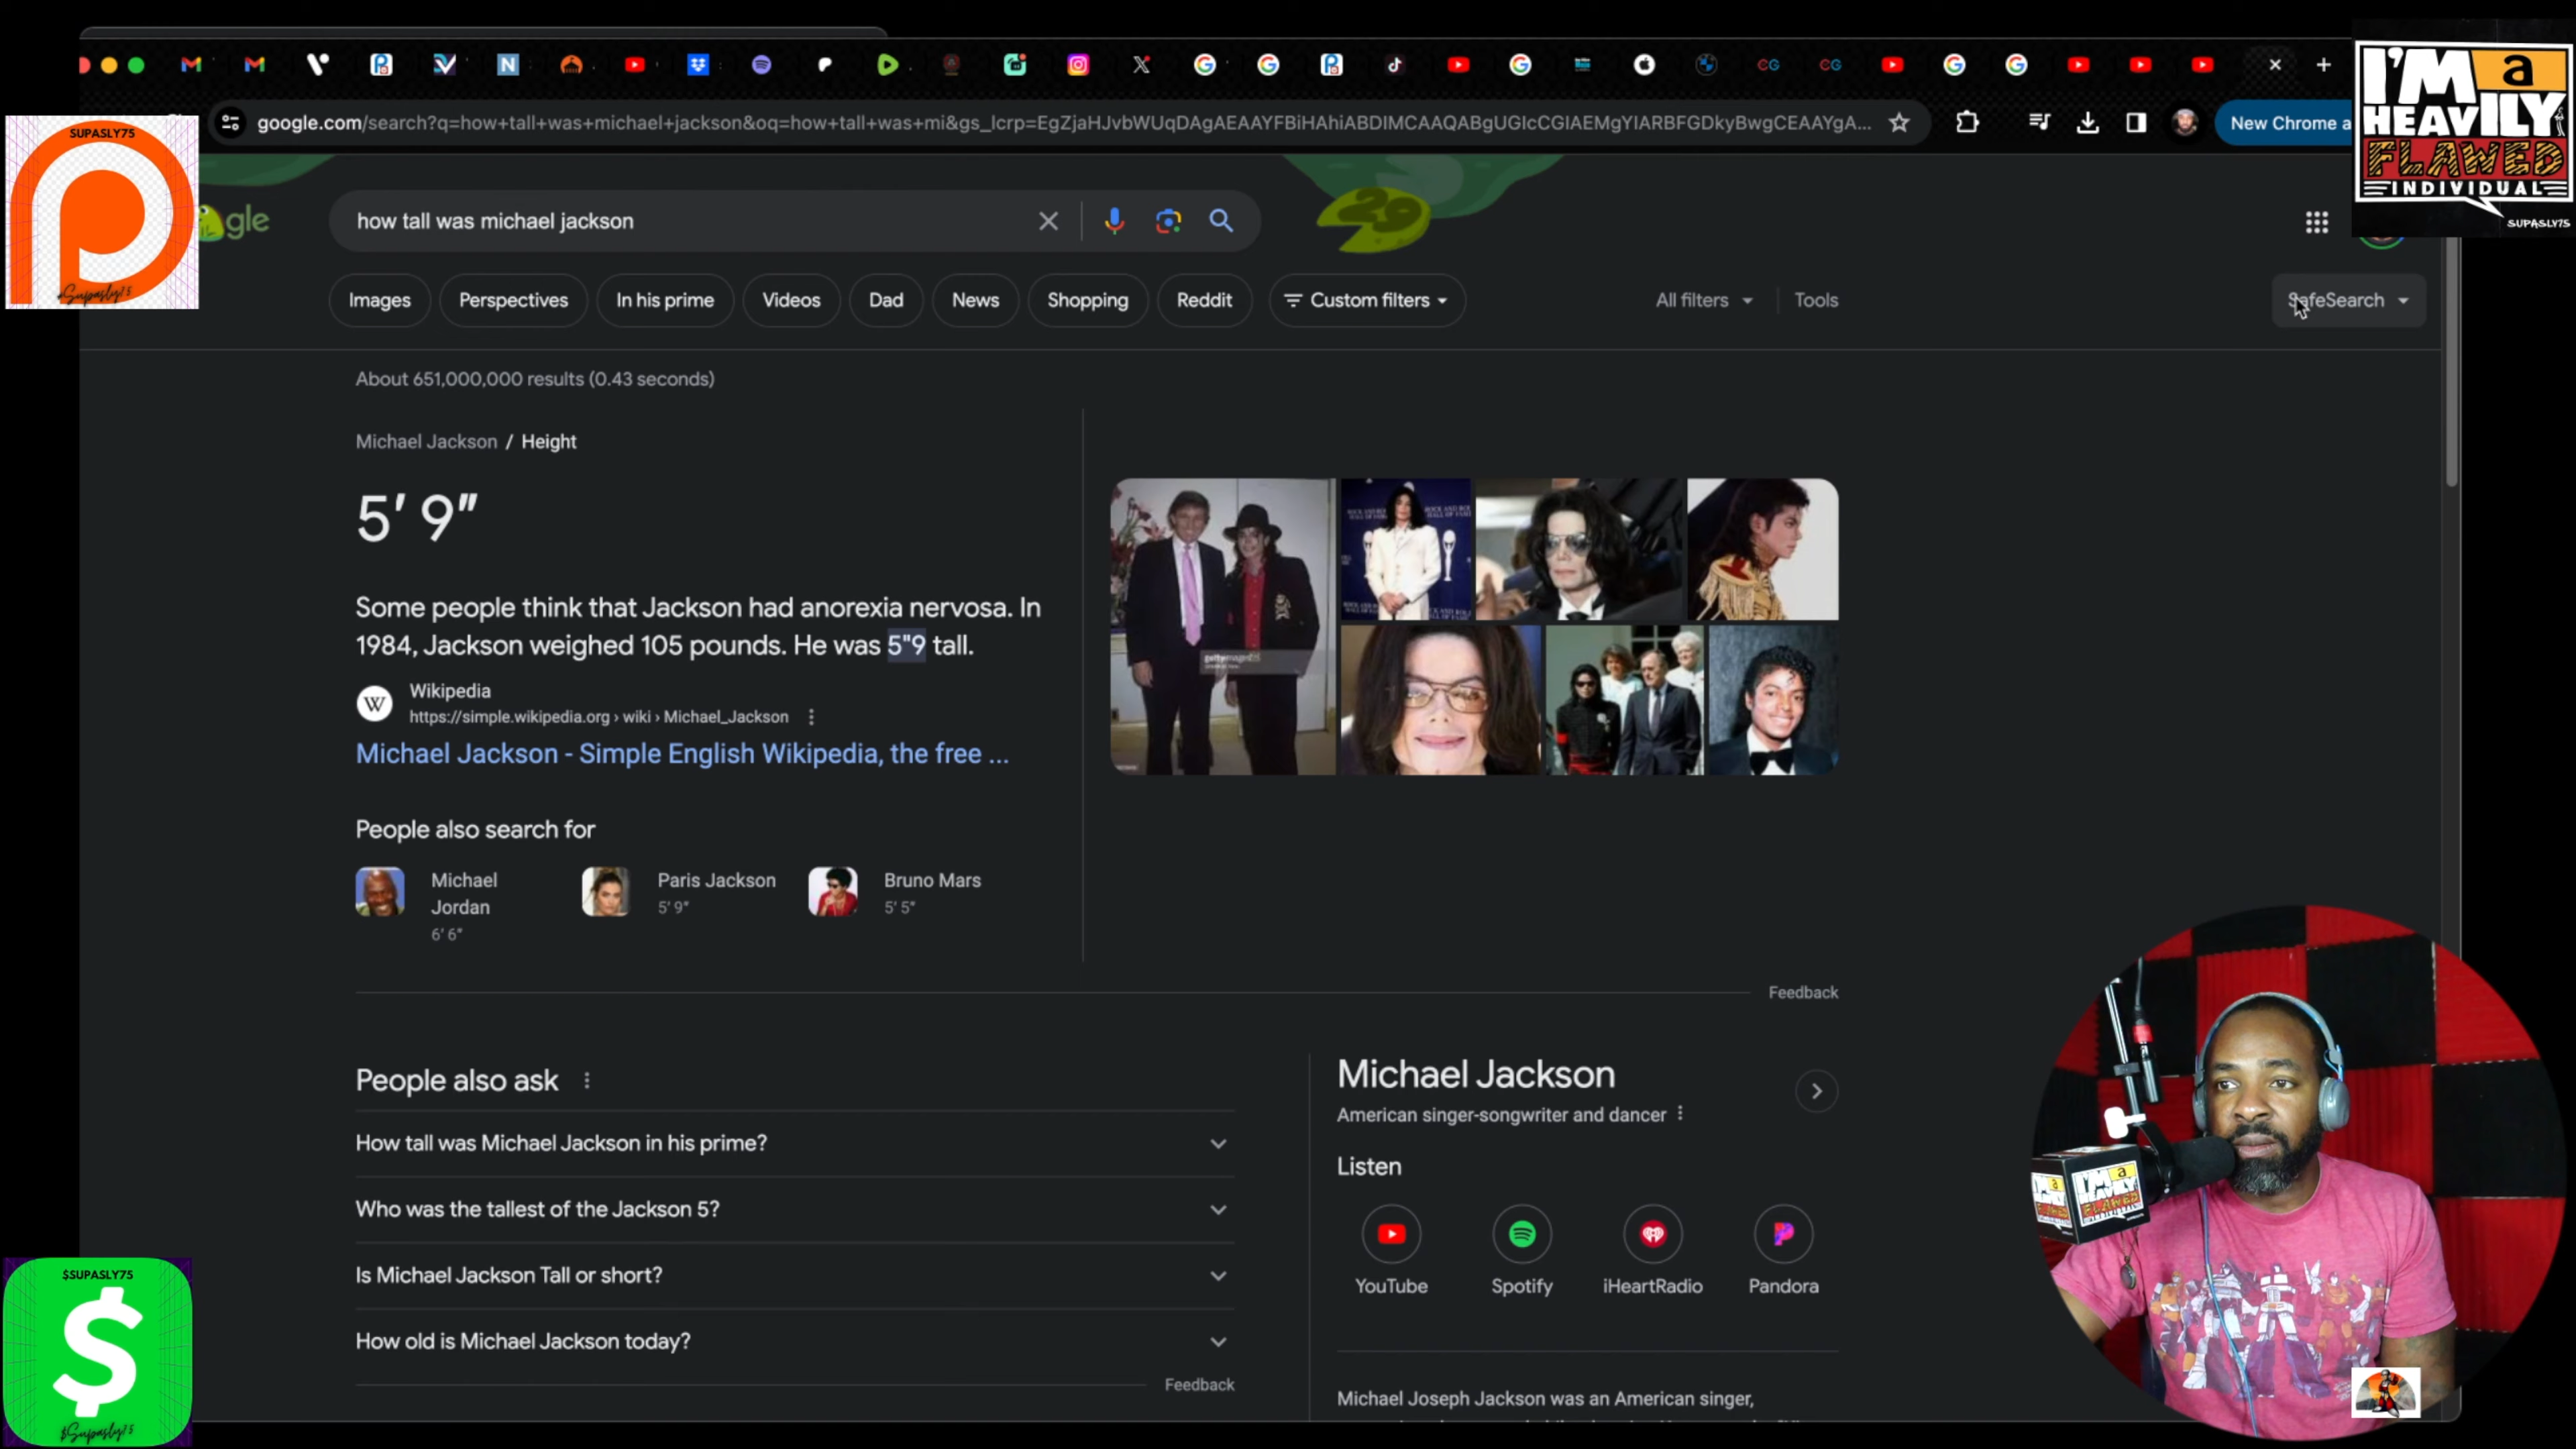 google.com/search?q=how+tall+was+michael+jackson&oq=how+tall+was+mi&gs_lcrp=EgZjaHJvbWUqDAgAEAAYFBiHAhiABDIMCAAQABgUGIcCGIAEMgYIARBFGDkyBwgCEAAYgA...
New Chrome a
I'M a
HEAVILY
FLAWED
INDIVIDUAL
SUPASLY75
SUPASLY75
#Supasly75
gle
how tall was michael jackson
29
Images
Perspectives
In his prime
Videos
Dad
News
Shopping
Reddit
Custom filters
All filters
Tools
SafeSearch
About 651,000,000 results (0.43 seconds)
Michael Jackson / Height
5′ 9″
Some people think that Jackson had anorexia nervosa. In
1984, Jackson weighed 105 pounds. He was 5"9 tall.
W
Wikipedia
https://simple.wikipedia.org › wiki › Michael_Jackson
Michael Jackson - Simple English Wikipedia, the free ...
People also search for
Michael
Jordan
6′ 6″
Paris Jackson
5′ 9″
Bruno Mars
5′ 5″
Feedback
People also ask
How tall was Michael Jackson in his prime?
Who was the tallest of the Jackson 5?
Is Michael Jackson Tall or short?
How old is Michael Jackson today?
Feedback
Michael Jackson
American singer-songwriter and dancer
Listen
YouTube
Spotify
iHeartRadio
Pandora
Michael Joseph Jackson was an American singer,
$SUPASLY75
$
$Supasly75
I'M a
HEAVILY
FLAWED